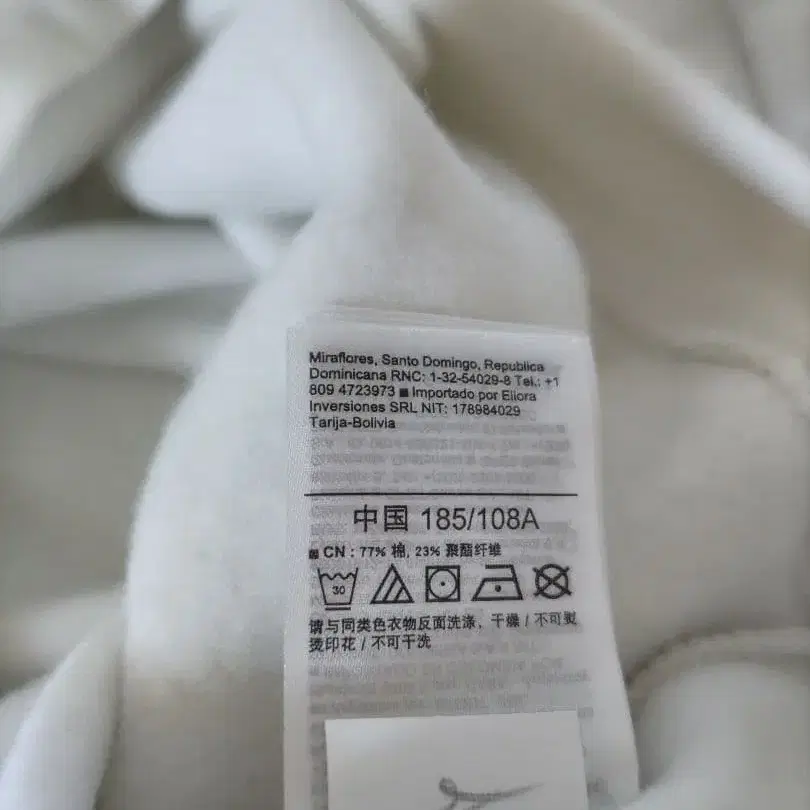 Miraflores, Santo Domingo, Republica
Dominicana RNC: 1-32-54029-8 Tel.: +1
809 4723973 ■ Importado por Eliora
Inversiones SRL NIT: 178984029
Tarija-Bolivia
中国 185/108A
CN : 77% 棉, 23% 聚酯纤维
30
请与同类色衣物反面洗涤，干燥 / 不可熨
烫印花 / 不可干洗